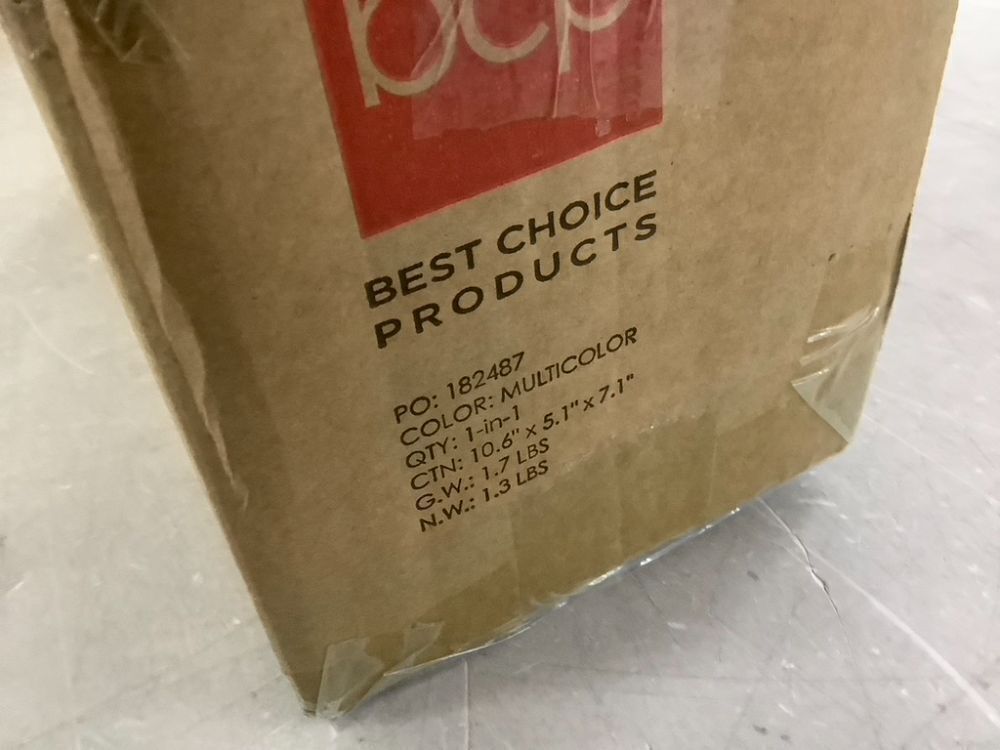 bcp
BEST CHOICE
PRODUCTS
PO: 182487
COLOR: MULTICOLOR
QTY: 1-in-1
CTN: 10.6" x 5.1" x 7.1"
G.W.: 1.7 LBS
N.W.: 1.3 LBS